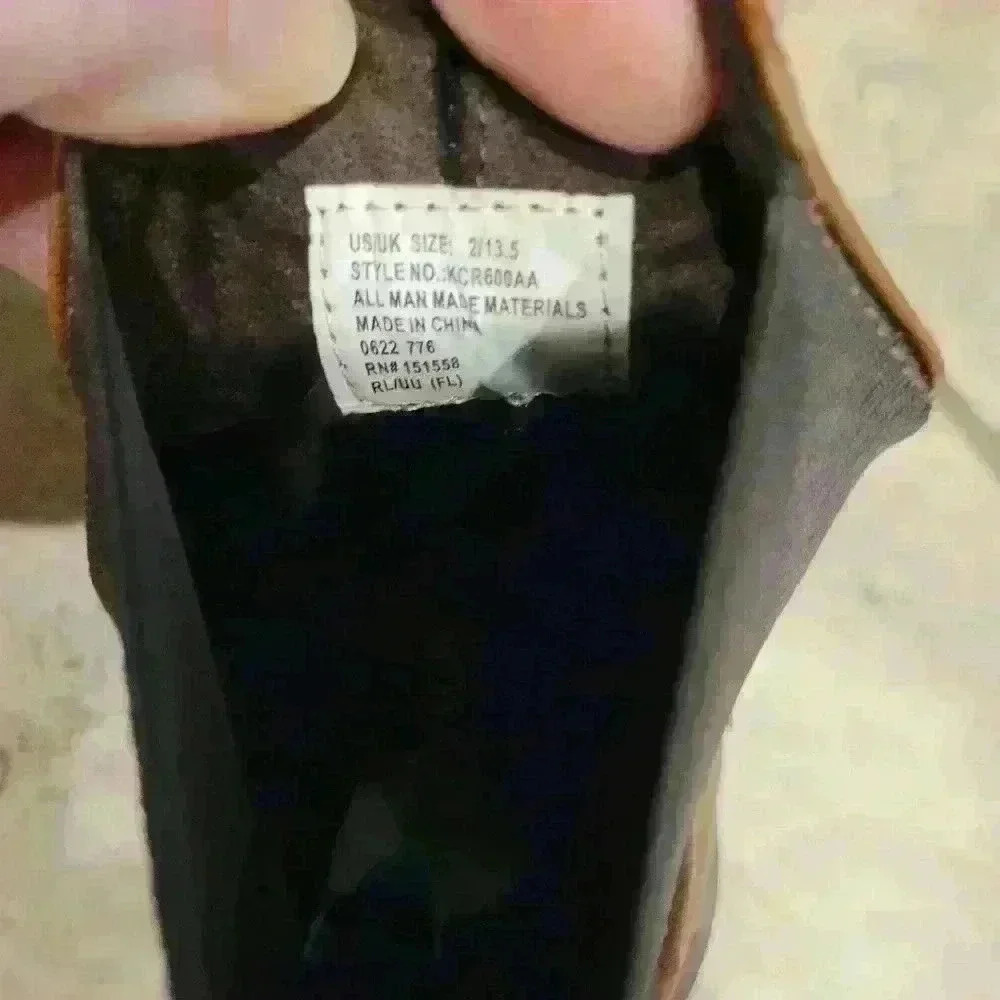 US/UK SIZE: 2/13.5
STYLE NO.:KCR600AA
ALL MAN MADE MATERIALS
MADE IN CHINA
0622 776
RN# 151558
RL/UU (FL)